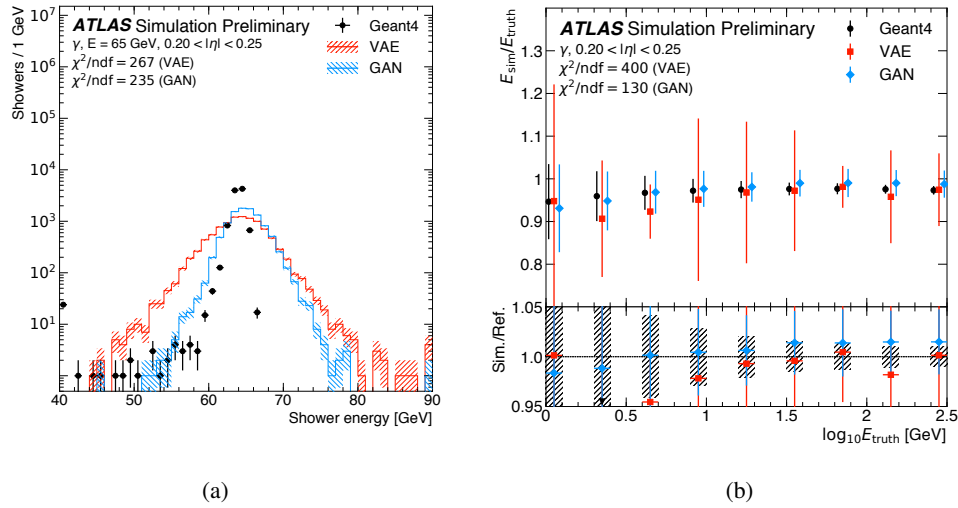 ATLAS Simulation Preliminary
γ, E = 65 GeV, 0.20 < |η| < 0.25
χ²/ndf = 267 (VAE)
χ²/ndf = 235 (GAN)
Geant4
VAE
GAN
Showers / 1 GeV
10⁷
10⁶
10⁵
10⁴
10³
10²
10¹
40 50 60 70 80 90
Shower energy [GeV]
(a)
ATLAS Simulation Preliminary
γ, 0.20 < |η| < 0.25
χ²/ndf = 400 (VAE)
χ²/ndf = 130 (GAN)
Geant4
VAE
GAN
E_sim/E_truth
1.3
1.2
1.1
1.0
0.9
0.8
Sim./Ref.
1.05
1.0
0.95
0 0.5 1 1.5 2 2.5
log₁₀E_truth [GeV]
(b)